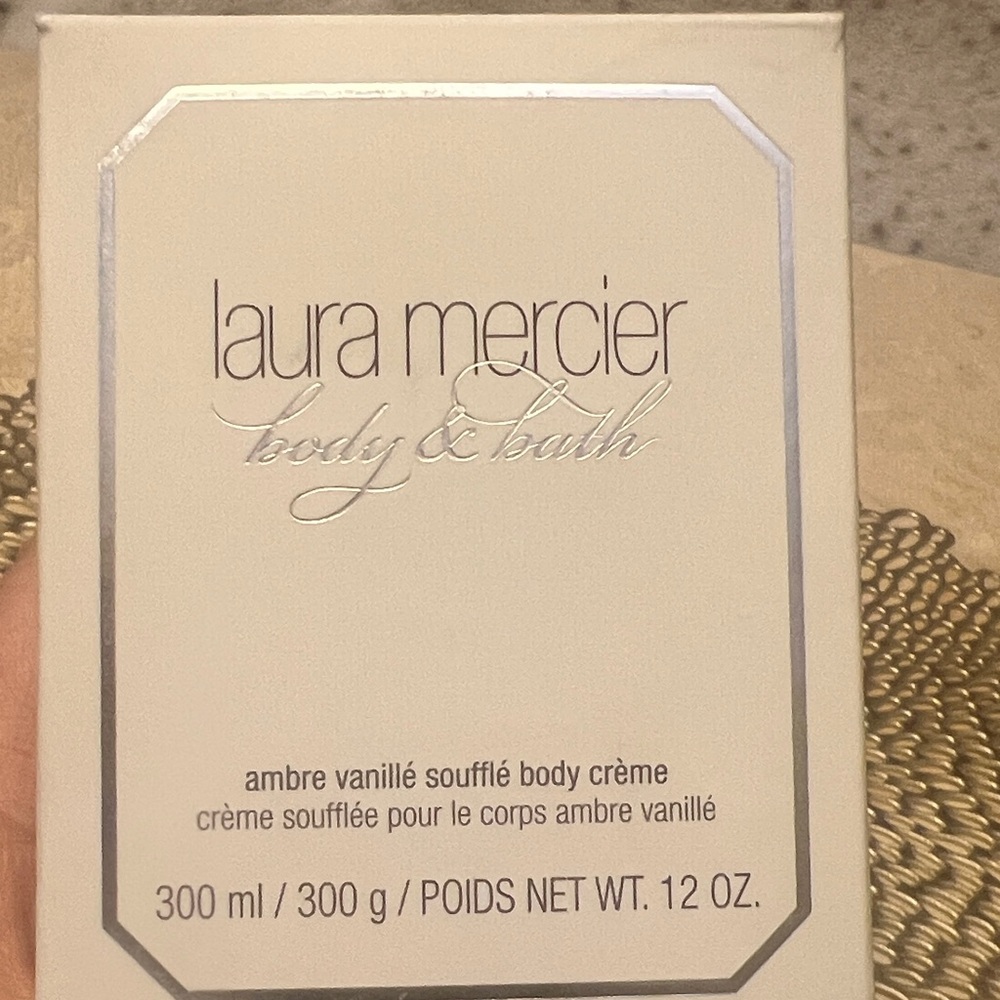 laura mercier
body & bath
ambre vanillé soufflé body crème
crème soufflée pour le corps ambre vanillé
300 ml / 300 g / POIDS NET WT. 12 OZ.